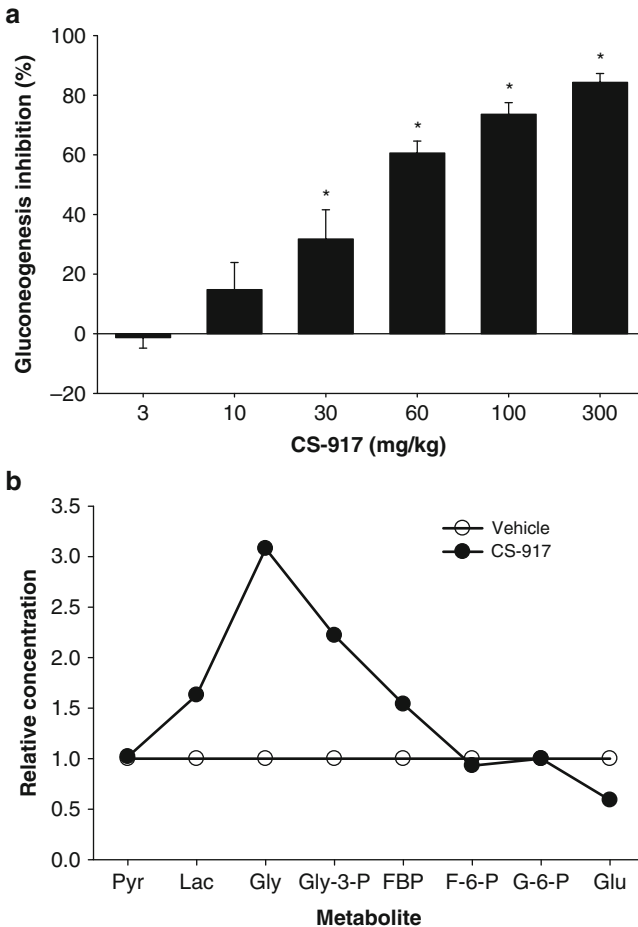 a
Gluconeogenesis inhibition (%)
100
80
60
40
20
0
–20
* * * * 
3 10 30 60 100 300
CS-917 (mg/kg)
b
Relative concentration
3.5
3.0
2.5
2.0
1.5
1.0
0.5
0.0
Vehicle
CS-917
Pyr Lac Gly Gly-3-P FBP F-6-P G-6-P Glu
Metabolite